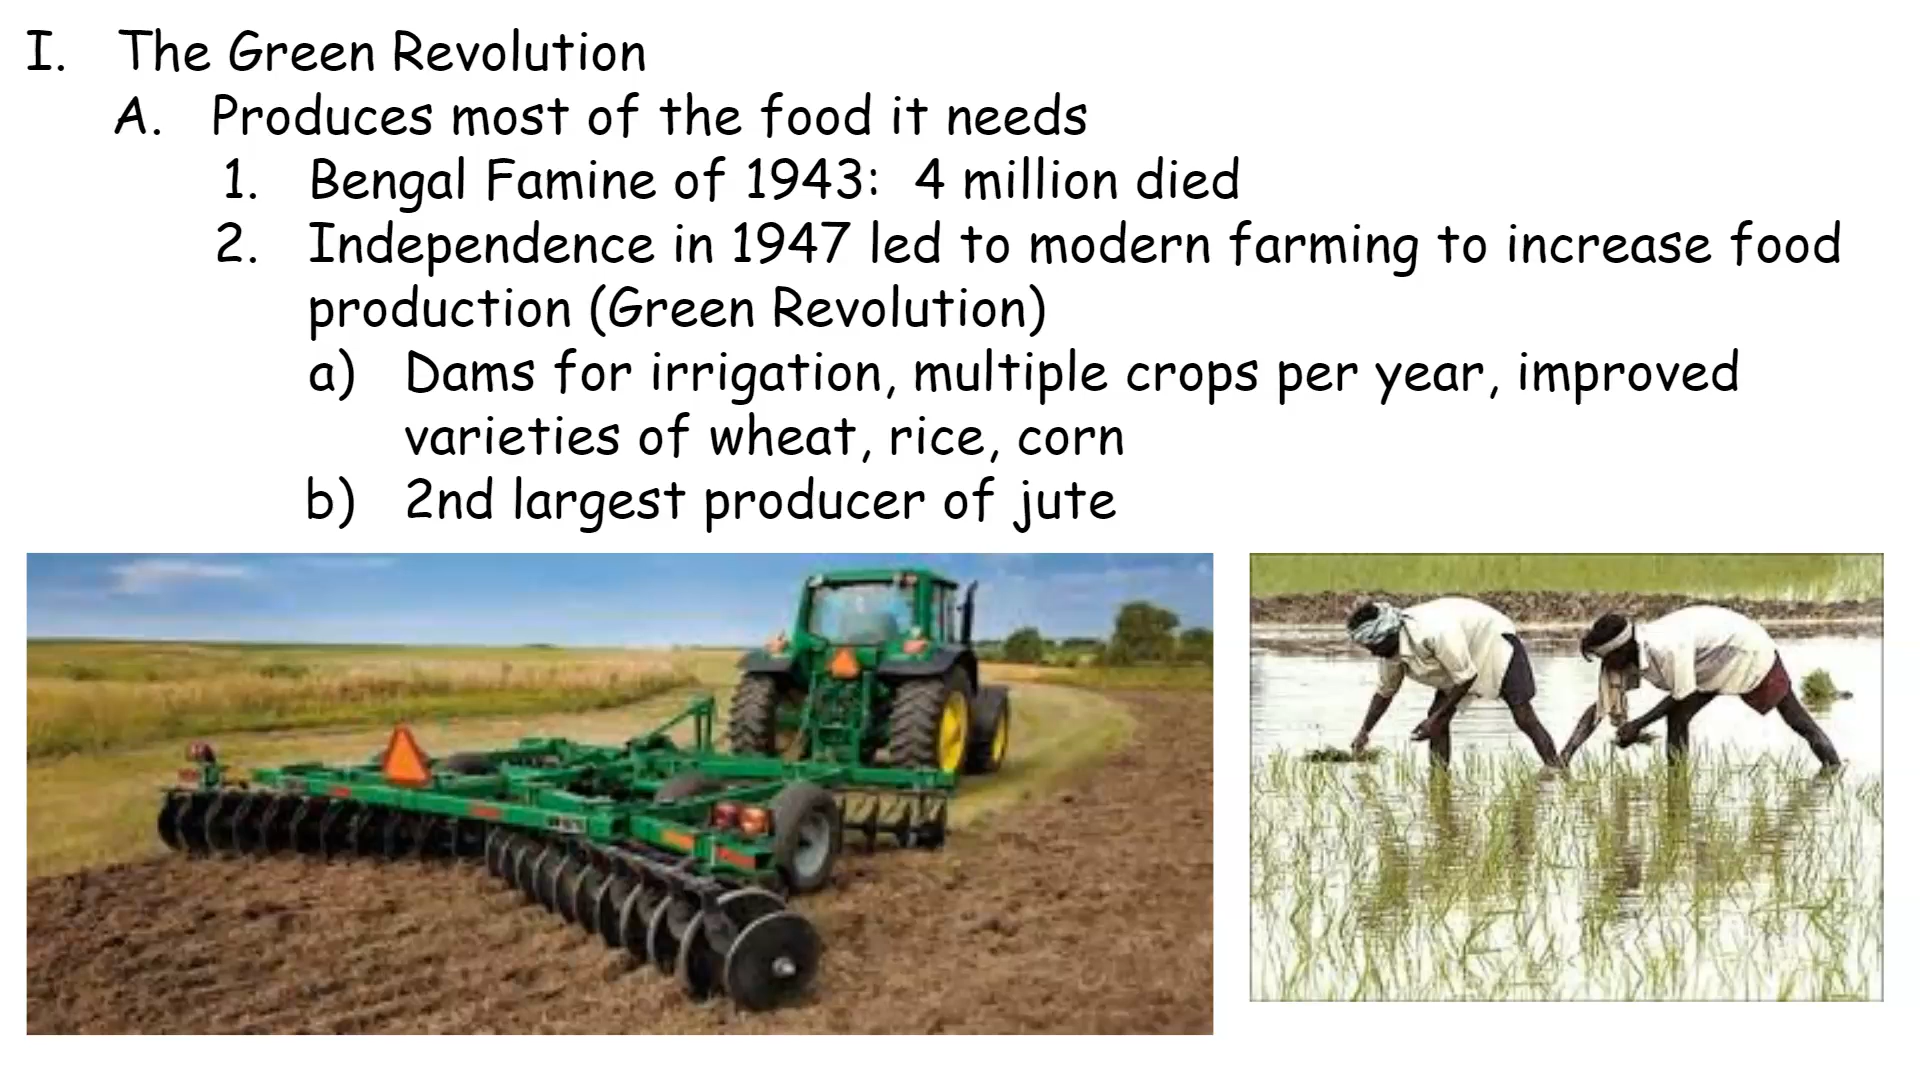 I. The Green Revolution
A. Produces most of the food it needs
1. Bengal Famine of 1943: 4 million died
2. Independence in 1947 led to modern farming to increase food
production (Green Revolution)
a) Dams for irrigation, multiple crops per year, improved
varieties of wheat, rice, corn
b) 2nd largest producer of jute